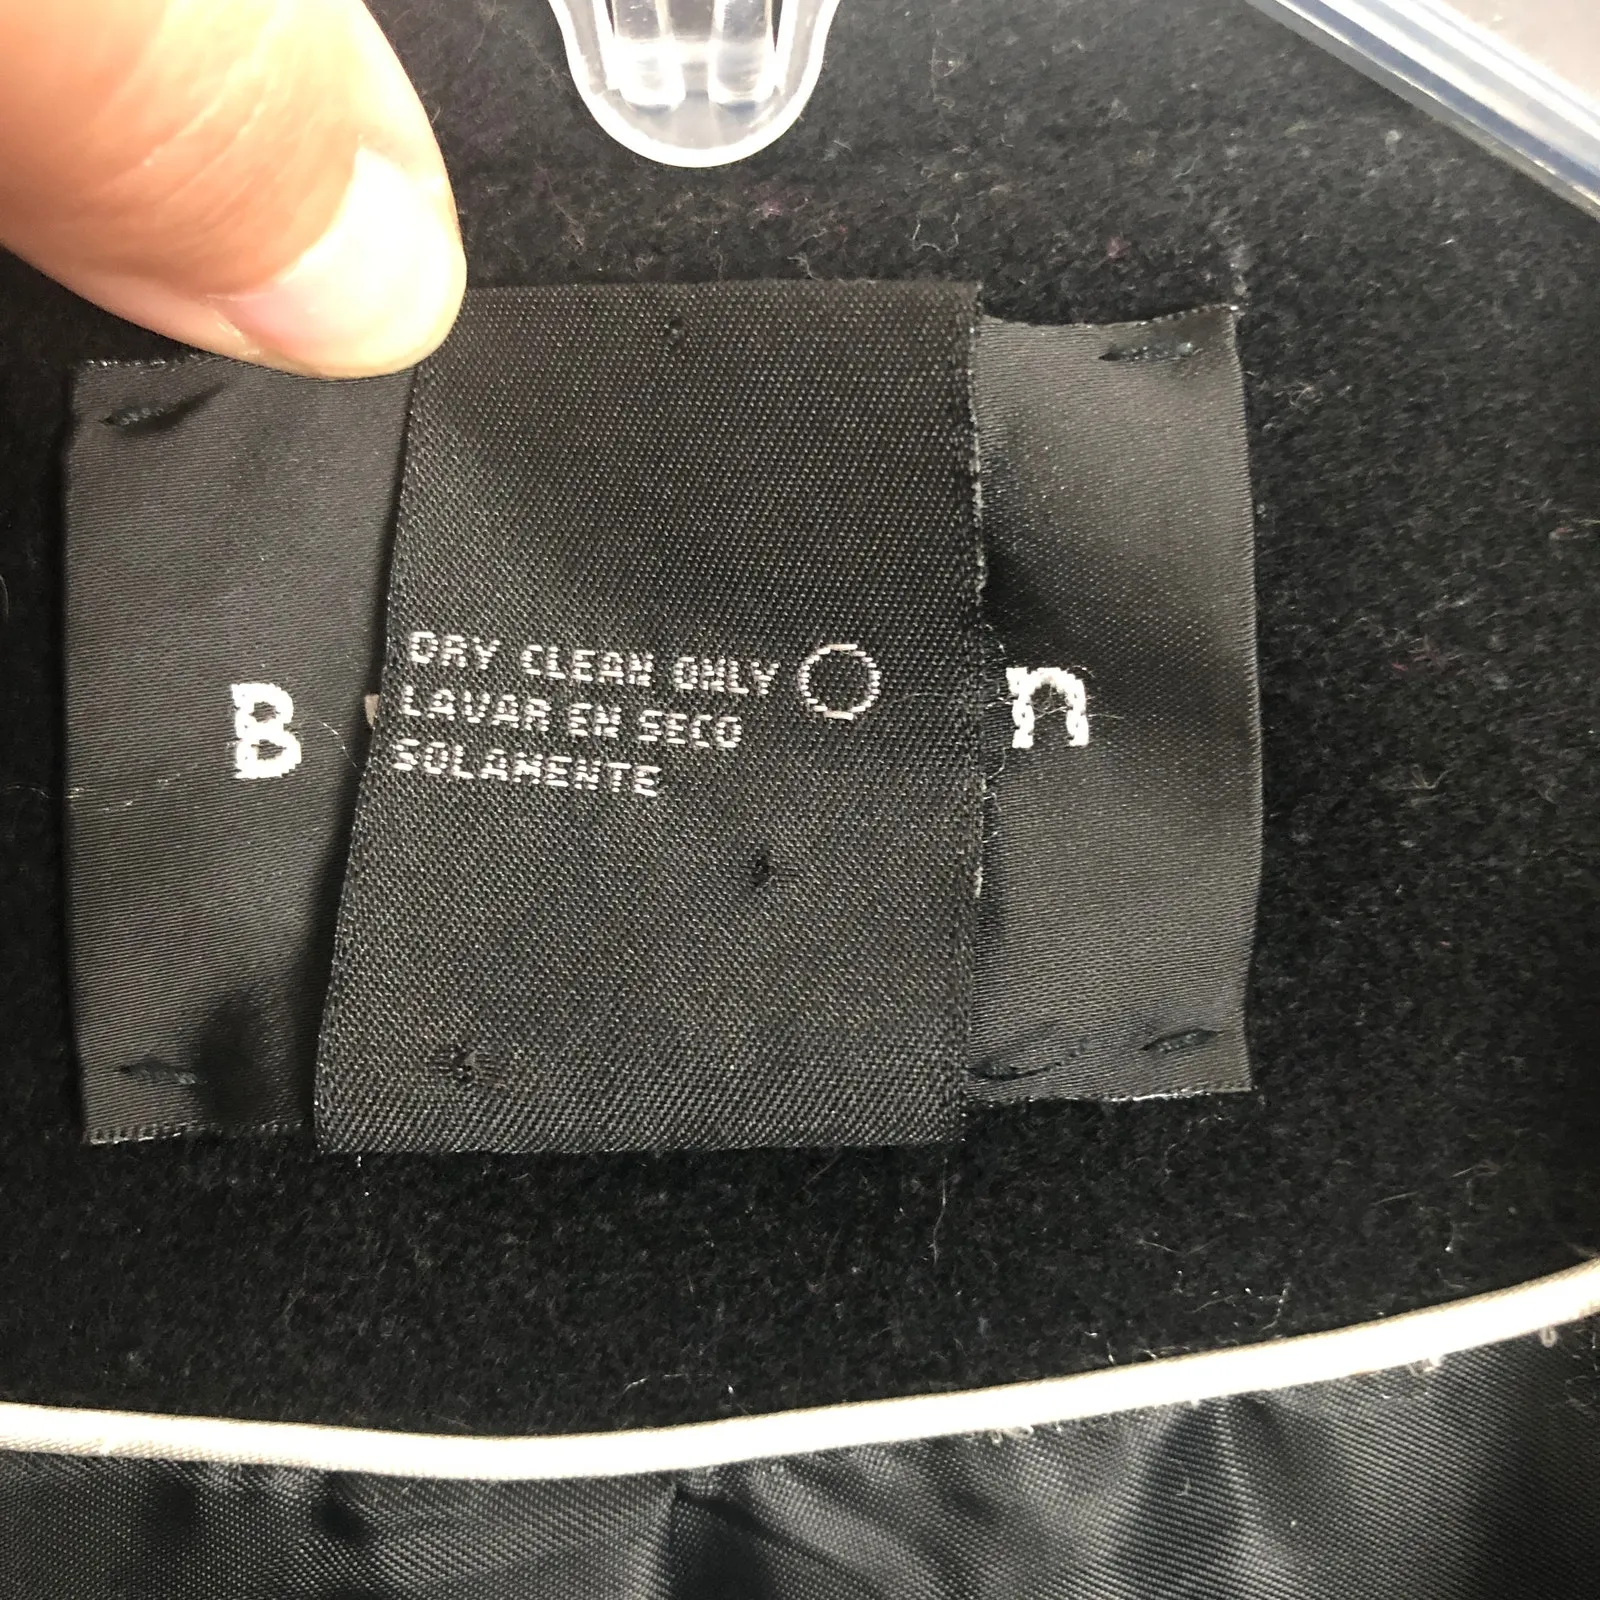 B n
DRY CLEAN ONLY
LAVAR EN SECO
SOLAMENTE